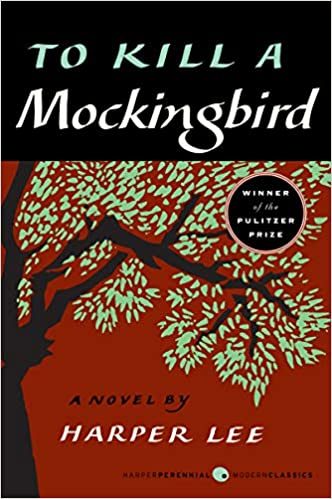 TO KILL A
Mockingbird
WINNER
of the
PULITZER
PRIZE
A NOVEL BY
HARPER LEE
HARPERPERENNIAL MODERNCLASSICS